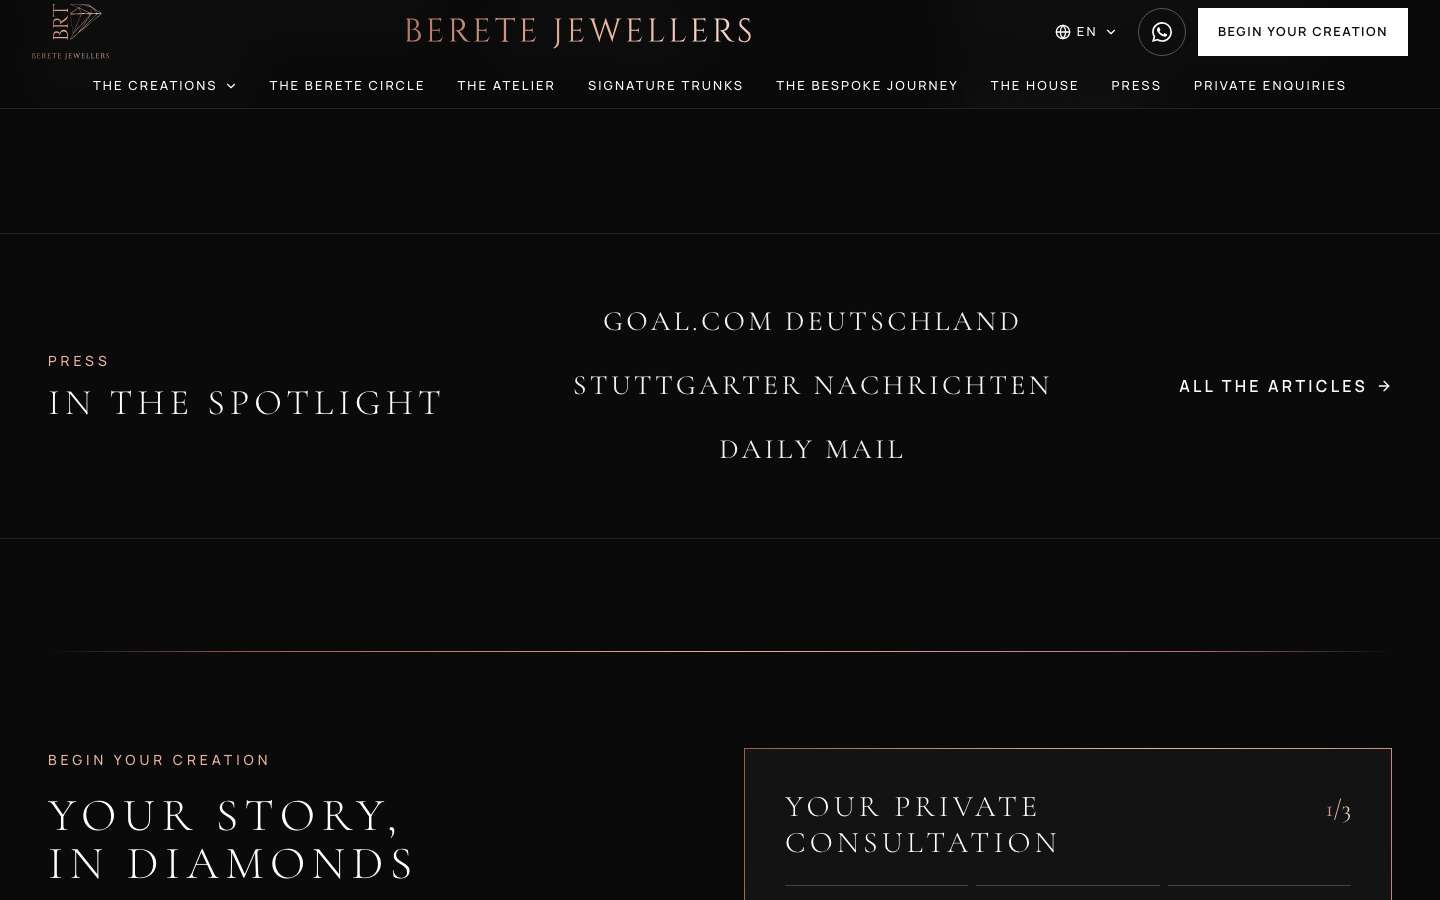 BRT
BERETE JEWELLERS
BERETE JEWELLERS
EN
BEGIN YOUR CREATION
THE CREATIONS
THE BERETE CIRCLE
THE ATELIER
SIGNATURE TRUNKS
THE BESPOKE JOURNEY
THE HOUSE
PRESS
PRIVATE ENQUIRIES
PRESS
IN THE SPOTLIGHT
GOAL.COM DEUTSCHLAND
STUTTGARTER NACHRICHTEN
DAILY MAIL
ALL THE ARTICLES →
BEGIN YOUR CREATION
YOUR STORY,
IN DIAMONDS
YOUR PRIVATE
CONSULTATION
1/3